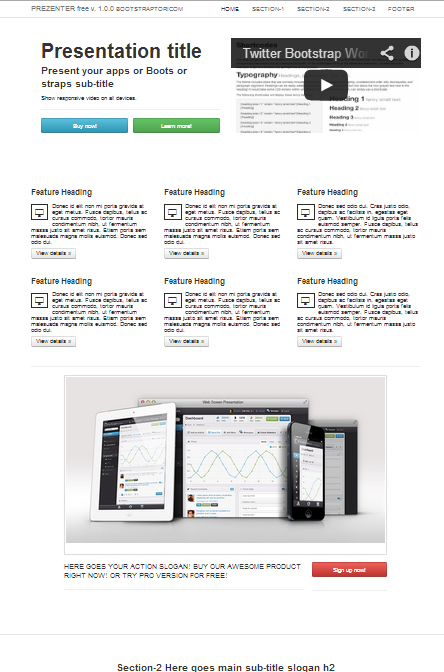 PREZENTER free v. 1.0.0 BOOTSTRAPTOR.COM
HOME SECTION-1 SECTION-2 SECTION-3 FOOTER
Presentation title
Present your apps or Boots or
straps sub-title
Show responsive video on all devices.
Buy now! Learn more!
Twitter Bootstrap Wo
Typography
Heading 1
Heading 2
Heading 3
Feature Heading
Donec id elit non mi porta gravida at
eget metus. Fusce dapibus, tellus ac
cursus commodo, tortor mauris
condimentum nibh, ut fermentum
massa justo sit amet risus. Etiam porta sem
malesuada magna mollis euismod. Donec sed
odio dui.
View details »
Feature Heading
Donec id elit non mi porta gravida at
eget metus. Fusce dapibus, tellus ac
cursus commodo, tortor mauris
condimentum nibh, ut fermentum
massa justo sit amet risus. Etiam porta sem
malesuada magna mollis euismod. Donec sed
odio dui.
View details »
Feature Heading
Donec sed odio dui. Cras justo odio,
dapibus ac facilisis in, egestas eget
quam. Vestibulum id ligula porta felis
euismod semper. Fusce dapibus, tellus
ac cursus commodo, tortor mauris
condimentum nibh, ut fermentum massa justo
sit amet risus.
View details »
Feature Heading
Donec id elit non mi porta gravida at
eget metus. Fusce dapibus, tellus ac
cursus commodo, tortor mauris
condimentum nibh, ut fermentum
massa justo sit amet risus. Etiam porta sem
malesuada magna mollis euismod. Donec sed
odio dui.
View details »
Feature Heading
Donec id elit non mi porta gravida at
eget metus. Fusce dapibus, tellus ac
cursus commodo, tortor mauris
condimentum nibh, ut fermentum
massa justo sit amet risus. Etiam porta sem
malesuada magna mollis euismod. Donec sed
odio dui.
View details »
Feature Heading
Donec sed odio dui. Cras justo odio,
dapibus ac facilisis in, egestas eget
quam. Vestibulum id ligula porta felis
euismod semper. Fusce dapibus, tellus
ac cursus commodo, tortor mauris
condimentum nibh, ut fermentum massa justo
sit amet risus.
View details »
Web Screen Presentation
Dashboard
HERE GOES YOUR ACTION SLOGAN! BUY OUR AWESOME PRODUCT
RIGHT NOW! OR TRY PRO VERSION FOR FREE!
Sign up now!
Section-2 Here goes main sub-title slogan h2